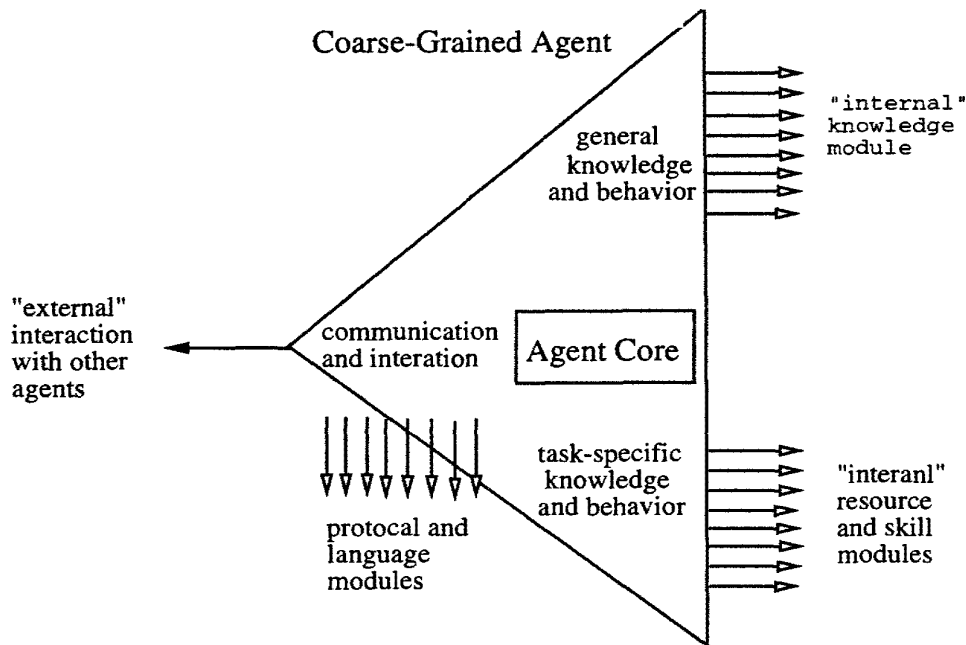 Coarse-Grained Agent
general
knowledge
and behavior
"internal"
knowledge
module
"external"
interaction
with other
agents
communication
and interation
Agent Core
task-specific
knowledge
and behavior
"interanl"
resource
and skill
modules
protocal and
language
modules